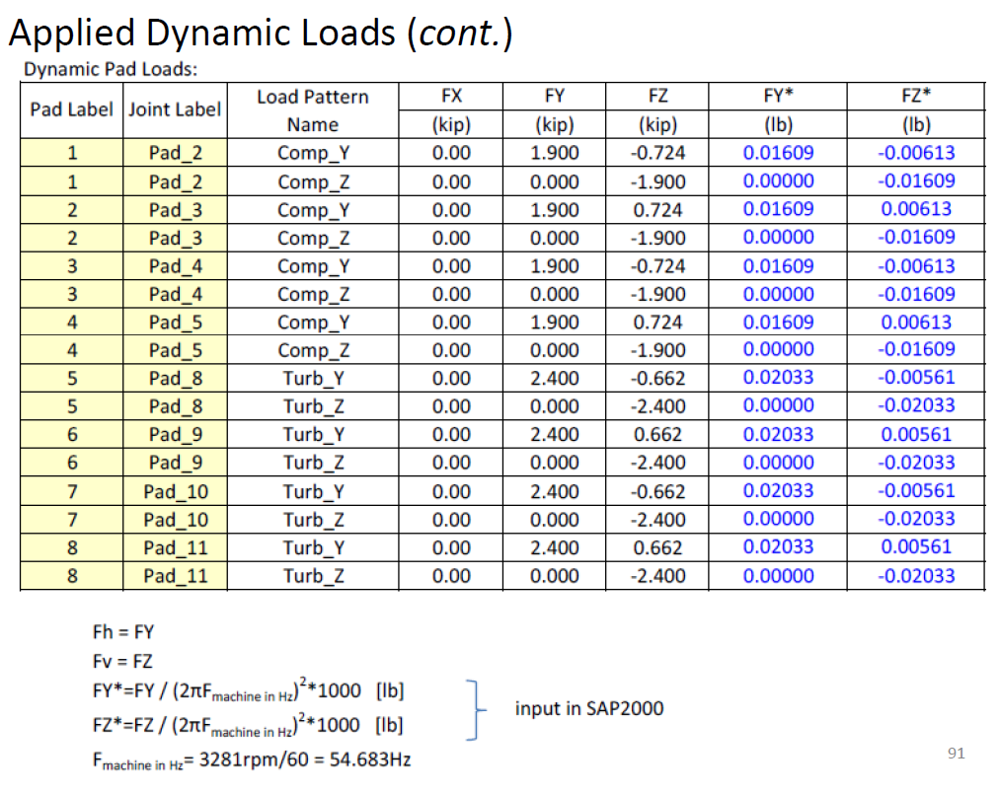 Applied Dynamic Loads (cont.)
Dynamic Pad Loads:
Pad Label Joint Label Load Pattern Name FX FY FZ FY* FZ*
(kip) (kip) (kip) (lb) (lb)
1 Pad_2 Comp_Y 0.00 1.900 -0.724 0.01609 -0.00613
1 Pad_2 Comp_Z 0.00 0.000 -1.900 0.00000 -0.01609
2 Pad_3 Comp_Y 0.00 1.900 0.724 0.01609 0.00613
2 Pad_3 Comp_Z 0.00 0.000 -1.900 0.00000 -0.01609
3 Pad_4 Comp_Y 0.00 1.900 -0.724 0.01609 -0.00613
3 Pad_4 Comp_Z 0.00 0.000 -1.900 0.00000 -0.01609
4 Pad_5 Comp_Y 0.00 1.900 0.724 0.01609 0.00613
4 Pad_5 Comp_Z 0.00 0.000 -1.900 0.00000 -0.01609
5 Pad_8 Turb_Y 0.00 2.400 -0.662 0.02033 -0.00561
5 Pad_8 Turb_Z 0.00 0.000 -2.400 0.00000 -0.02033
6 Pad_9 Turb_Y 0.00 2.400 0.662 0.02033 0.00561
6 Pad_9 Turb_Z 0.00 0.000 -2.400 0.00000 -0.02033
7 Pad_10 Turb_Y 0.00 2.400 -0.662 0.02033 -0.00561
7 Pad_10 Turb_Z 0.00 0.000 -2.400 0.00000 -0.02033
8 Pad_11 Turb_Y 0.00 2.400 0.662 0.02033 0.00561
8 Pad_11 Turb_Z 0.00 0.000 -2.400 0.00000 -0.02033
Fh = FY
Fv = FZ
FY*=FY / (2πFmachine in Hz)²*1000 [lb]
FZ*=FZ / (2πFmachine in Hz)²*1000 [lb]
input in SAP2000
Fmachine in Hz= 3281rpm/60 = 54.683Hz
91